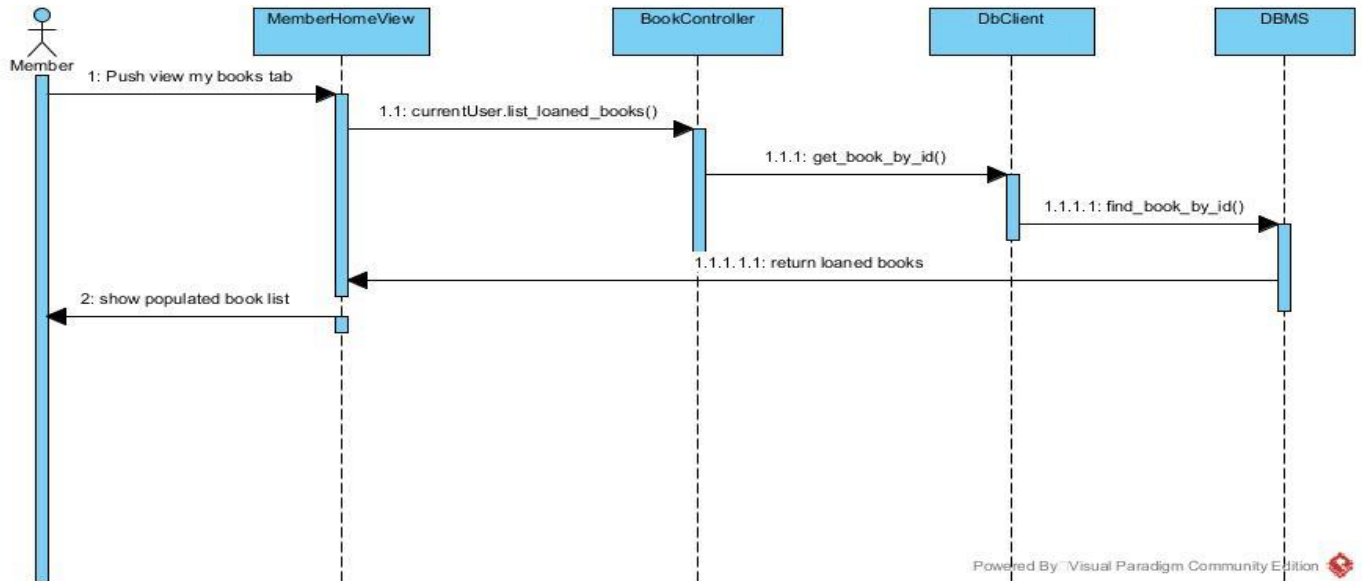 MemberHomeView
BookController
DbClient
DBMS
Member
1: Push view my books tab
1.1: currentUser.list_loaned_books()
1.1.1: get_book_by_id()
1.1.1.1: find_book_by_id()
1.1.1.1.1: return loaned books
2: show populated book list
Powered By Visual Paradigm Community Edition